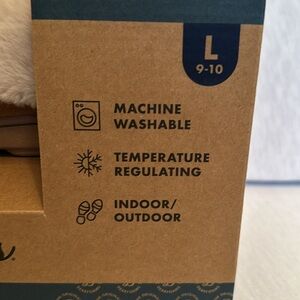 L
9-10
MACHINE
WASHABLE
TEMPERATURE
REGULATING
INDOOR/
OUTDOOR